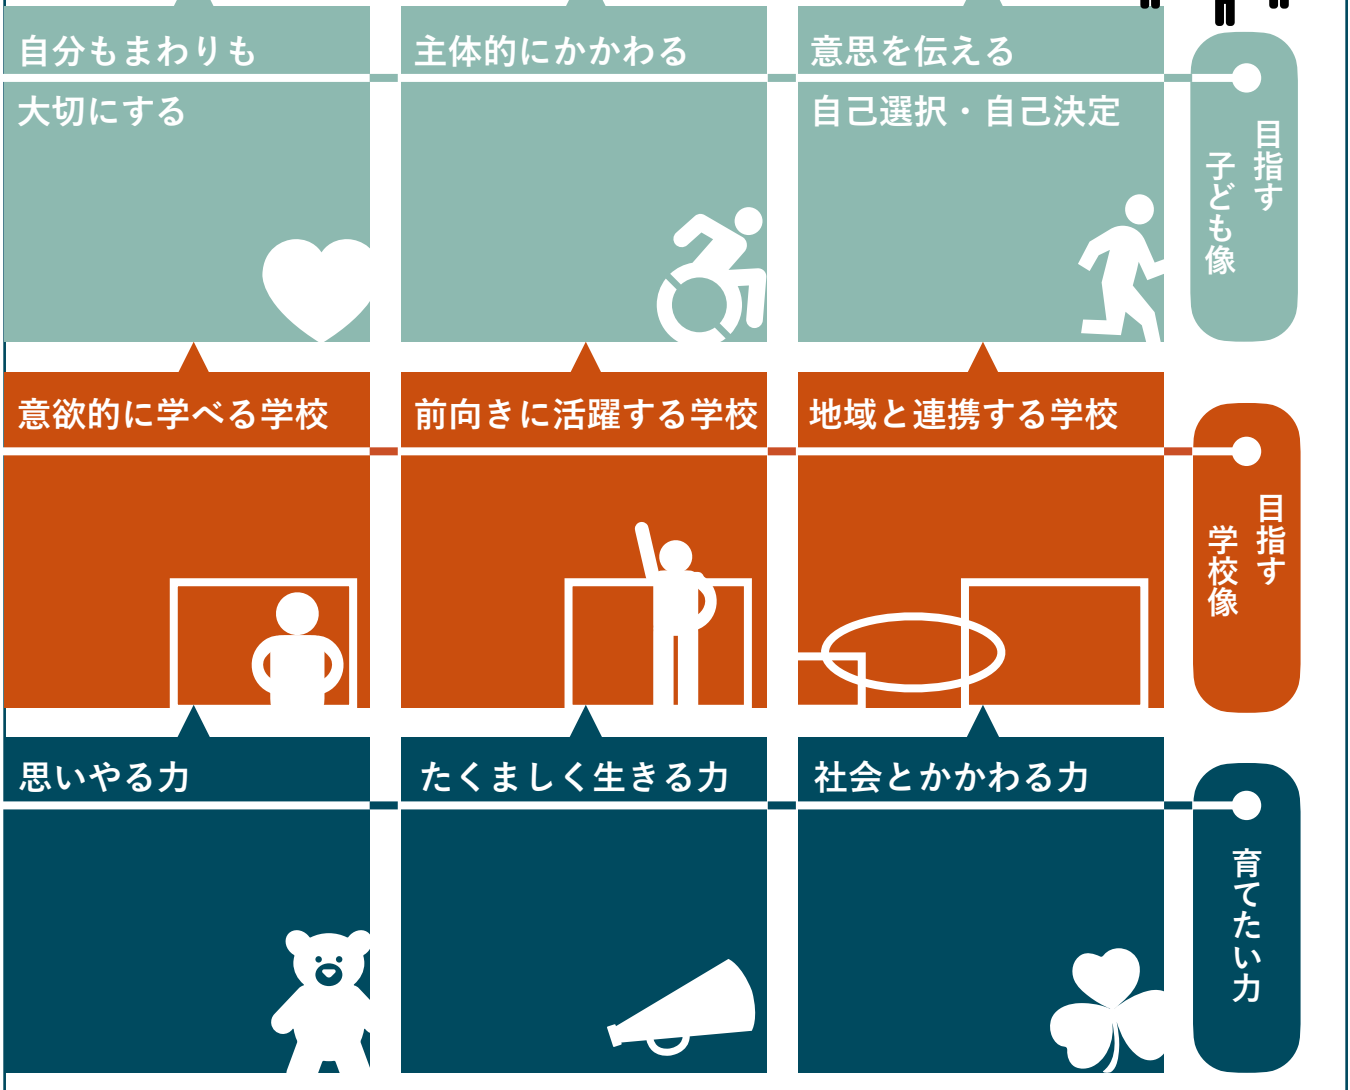 自分もまわりも
大切にする
主体的にかかわる
意思を伝える
自己選択・自己決定
目指す
子ども像
意欲的に学べる学校
前向きに活躍する学校
地域と連携する学校
目指す
学校像
思いやる力
たくましく生きる力
社会とかかわる力
育てたい力